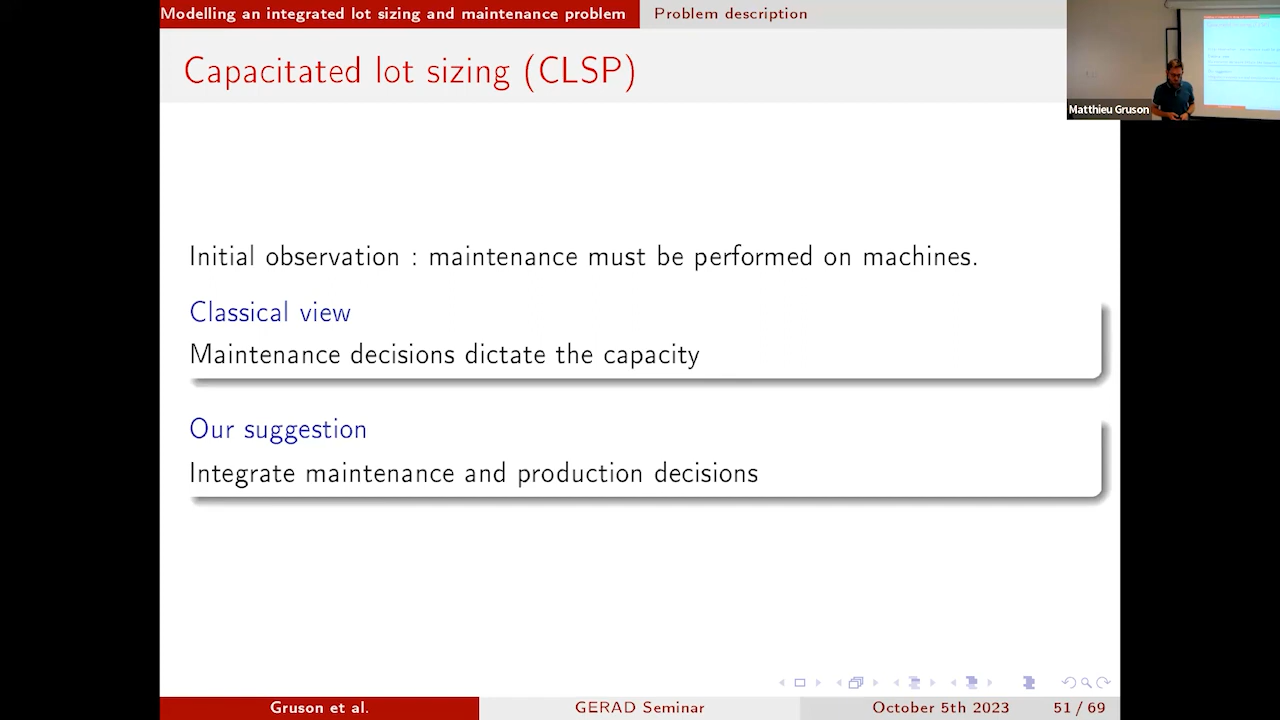 Modelling an integrated lot sizing and maintenance problem
Problem description
Capacitated lot sizing (CLSP)
Matthieu Gruson
Initial observation : maintenance must be performed on machines.
Classical view
Maintenance decisions dictate the capacity
Our suggestion
Integrate maintenance and production decisions
Gruson et al.
GERAD Seminar
October 5th 2023
51 / 69